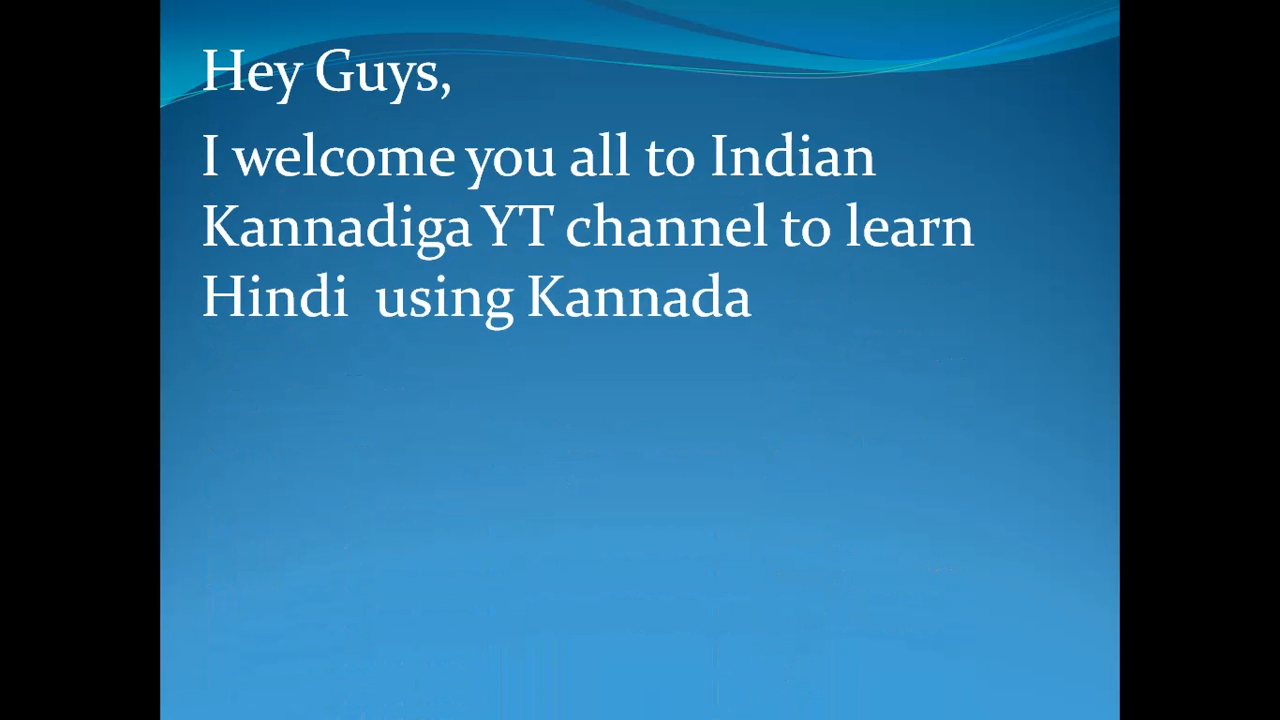 Hey Guys,
I welcome you all to Indian
Kannadiga YT channel to learn
Hindi  using Kannada